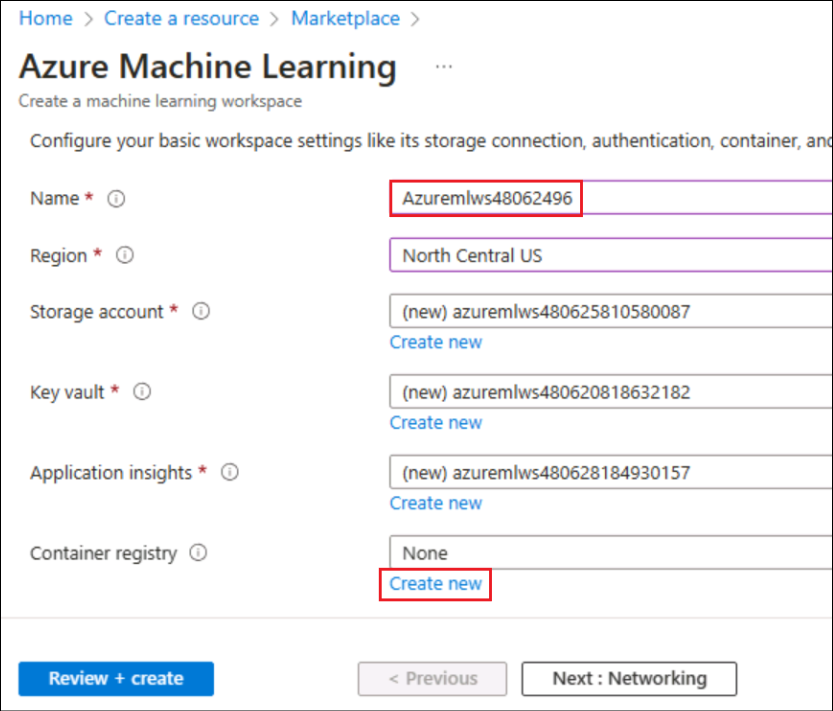 Home > Create a resource > Marketplace >
Azure Machine Learning ...
Create a machine learning workspace
Configure your basic workspace settings like its storage connection, authentication, container, and
Name * Azuremlws48062496
Region * North Central US
Storage account * (new) azuremlws480625810580087
Create new
Key vault * (new) azuremlws480620818632182
Create new
Application insights * (new) azuremlws480628184930157
Create new
Container registry None
Create new
Review + create < Previous Next : Networking